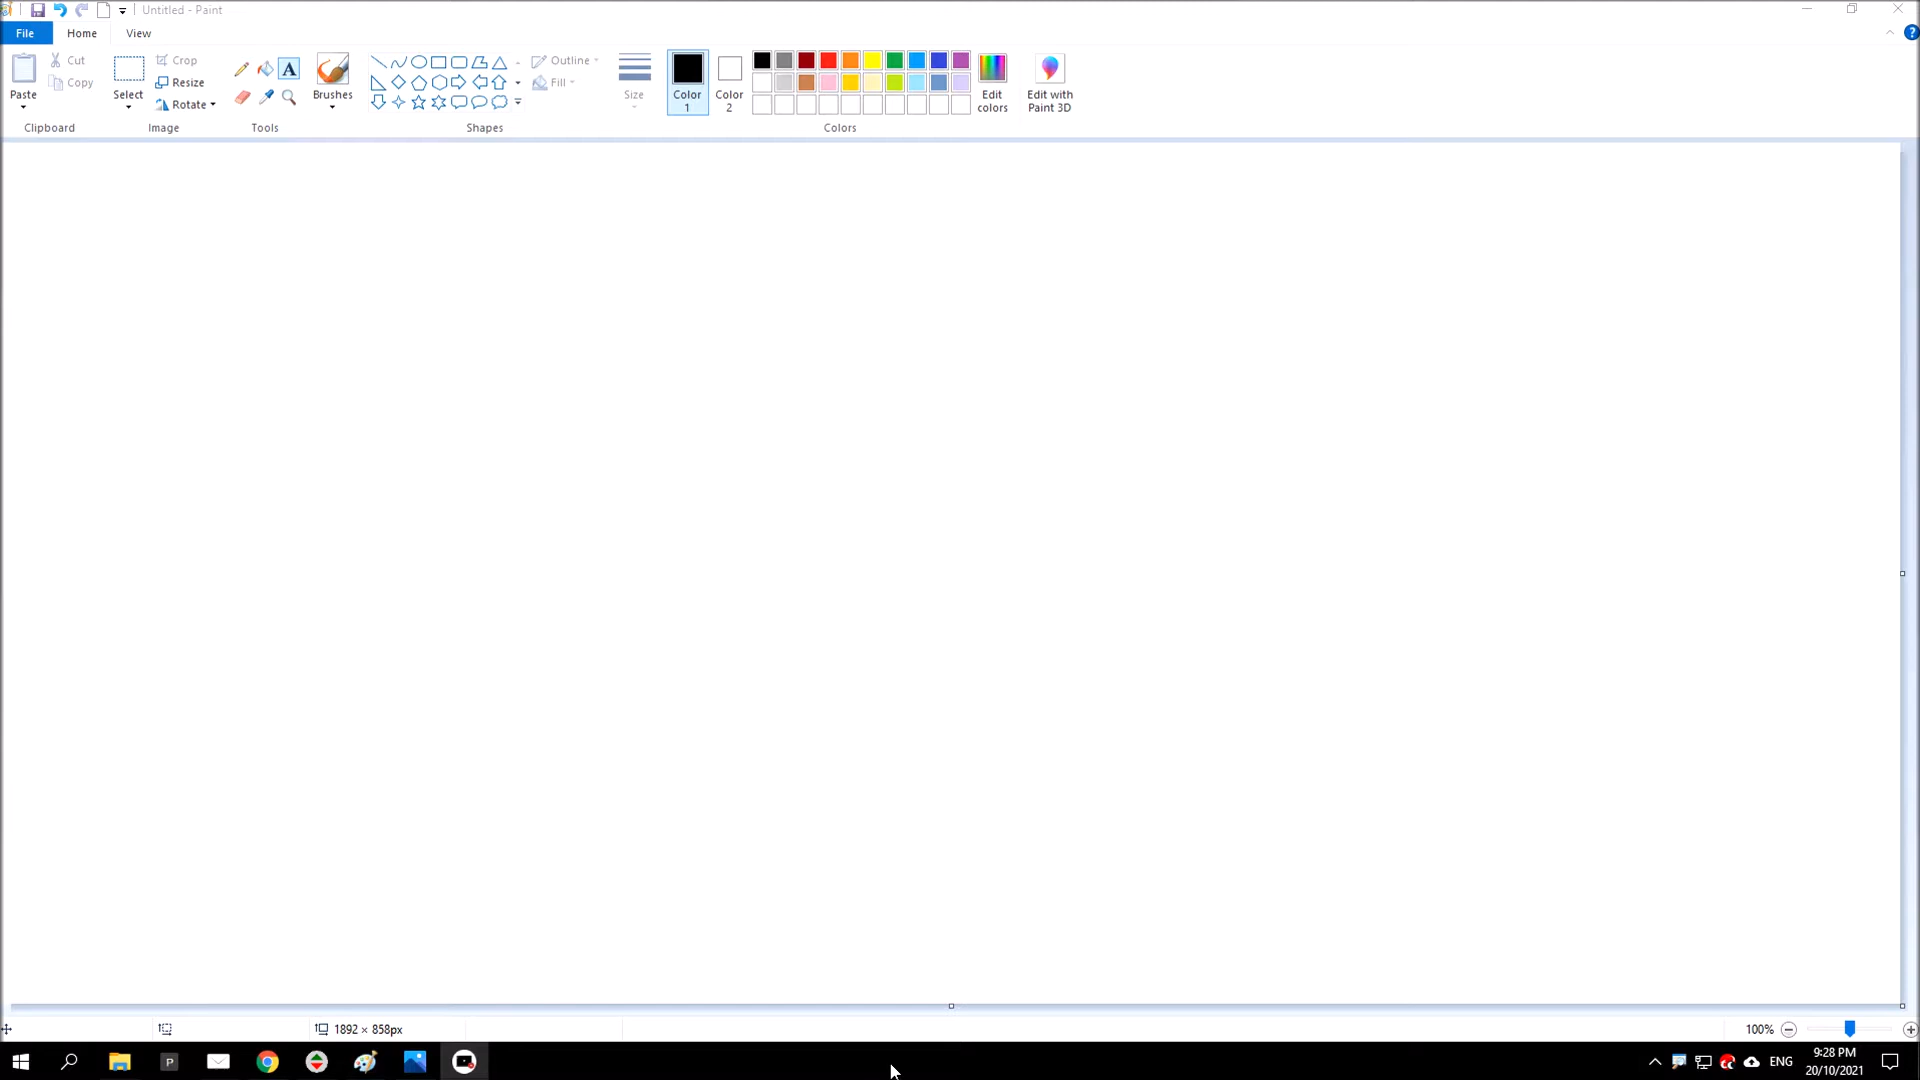 Untitled - Paint
File Home View
Paste
Cut
Copy
Clipboard
Select
Crop
Resize
Rotate
Image
A
Tools
Brushes
Shapes
Outline
Fill
Size
Color 1
Color 2
Colors
Edit colors
Edit with Paint 3D
1892 × 858px
100%
P
ENG
9:28 PM
20/10/2021